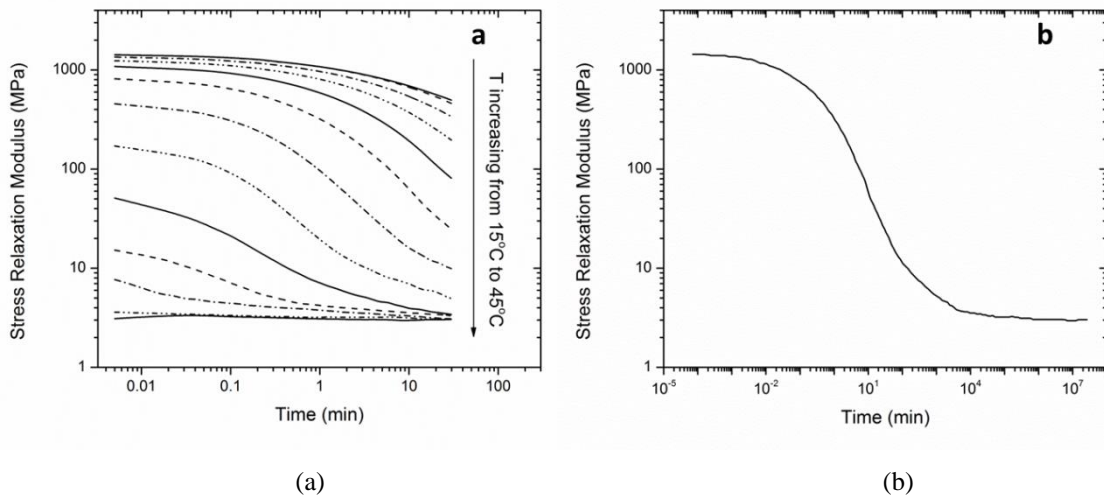 Stress Relaxation Modulus (MPa)
1000
100
10
1
a
T increasing from 15°C to 45°C
0.01
0.1
1
10
100
Time (min)
(a)
Stress Relaxation Modulus (MPa)
1000
100
10
1
b
10⁻⁵
10⁻²
10¹
10⁴
10⁷
Time (min)
(b)